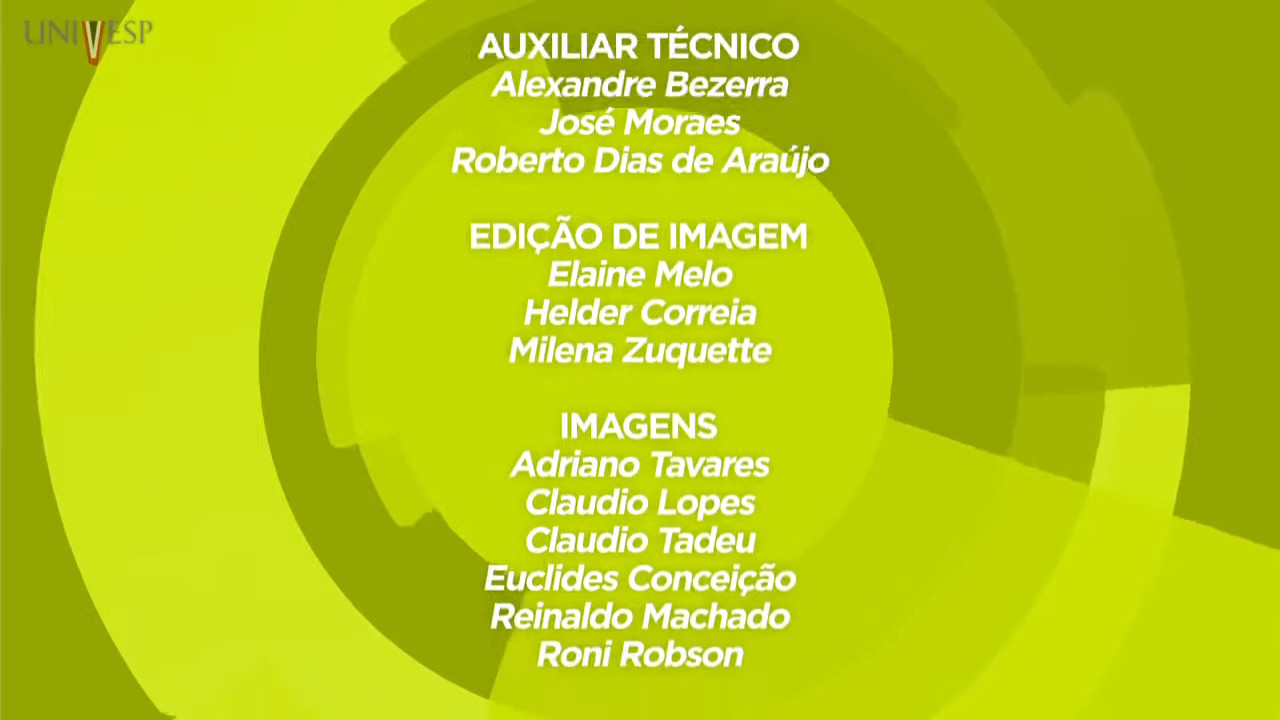 UNIVESP
AUXILIAR TÉCNICO
Alexandre Bezerra
José Moraes
Roberto Dias de Araújo
EDIÇÃO DE IMAGEM
Elaine Melo
Helder Correia
Milena Zuquette
IMAGENS
Adriano Tavares
Claudio Lopes
Claudio Tadeu
Euclides Conceição
Reinaldo Machado
Roni Robson